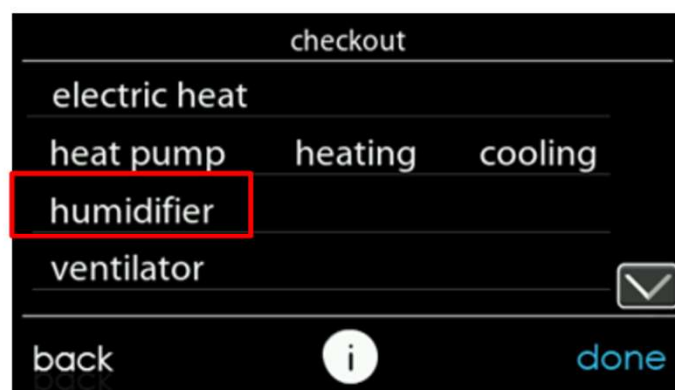 checkout
electric heat
heat pump heating cooling
humidifier
ventilator
back i done